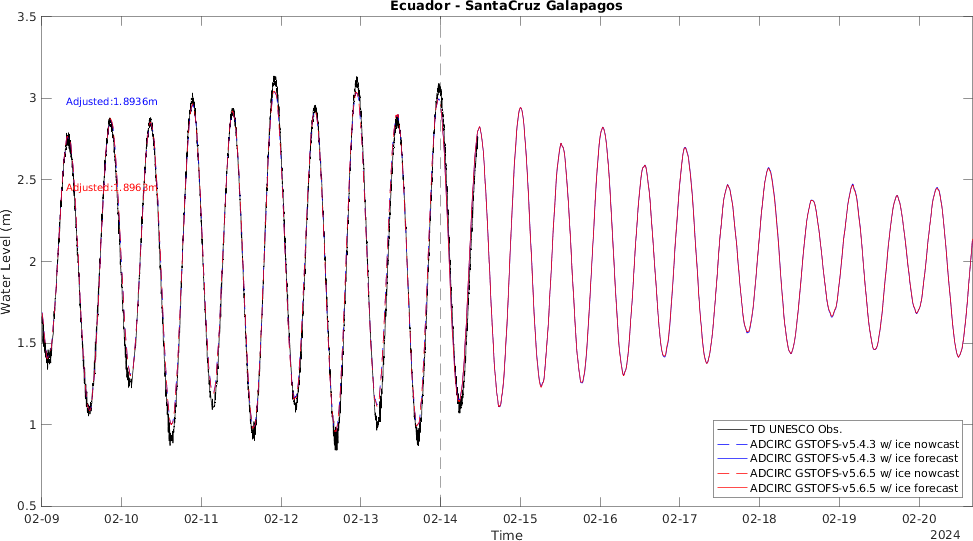 Ecuador - SantaCruz Galapagos
3.5
3
2.5
2
1.5
1
0.5
Water Level (m)
Adjusted:1.8936m
Adjusted:1.8963m
TD UNESCO Obs.
ADCIRC GSTOFS-v5.4.3 w/ ice nowcast
ADCIRC GSTOFS-v5.4.3 w/ ice forecast
ADCIRC GSTOFS-v5.6.5 w/ ice nowcast
ADCIRC GSTOFS-v5.6.5 w/ ice forecast
02-09 02-10 02-11 02-12 02-13 02-14 02-15 02-16 02-17 02-18 02-19 02-20
Time
2024